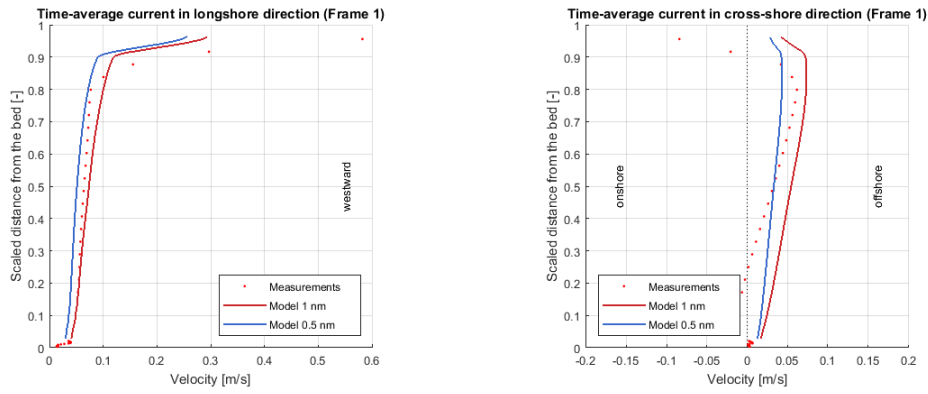 Time-average current in longshore direction (Frame 1)
1
0.9
0.8
0.7
0.6
0.5
0.4
0.3
0.2
0.1
0
Scaled distance from the bed [-]
westward
Measurements
Model 1 nm
Model 0.5 nm
0 0.1 0.2 0.3 0.4 0.5 0.6
Velocity [m/s]
Time-average current in cross-shore direction (Frame 1)
1
0.9
0.8
0.7
0.6
0.5
0.4
0.3
0.2
0.1
0
Scaled distance from the bed [-]
onshore
offshore
Measurements
Model 1 nm
Model 0.5 nm
-0.2 -0.15 -0.1 -0.05 0 0.05 0.1 0.15 0.2
Velocity [m/s]